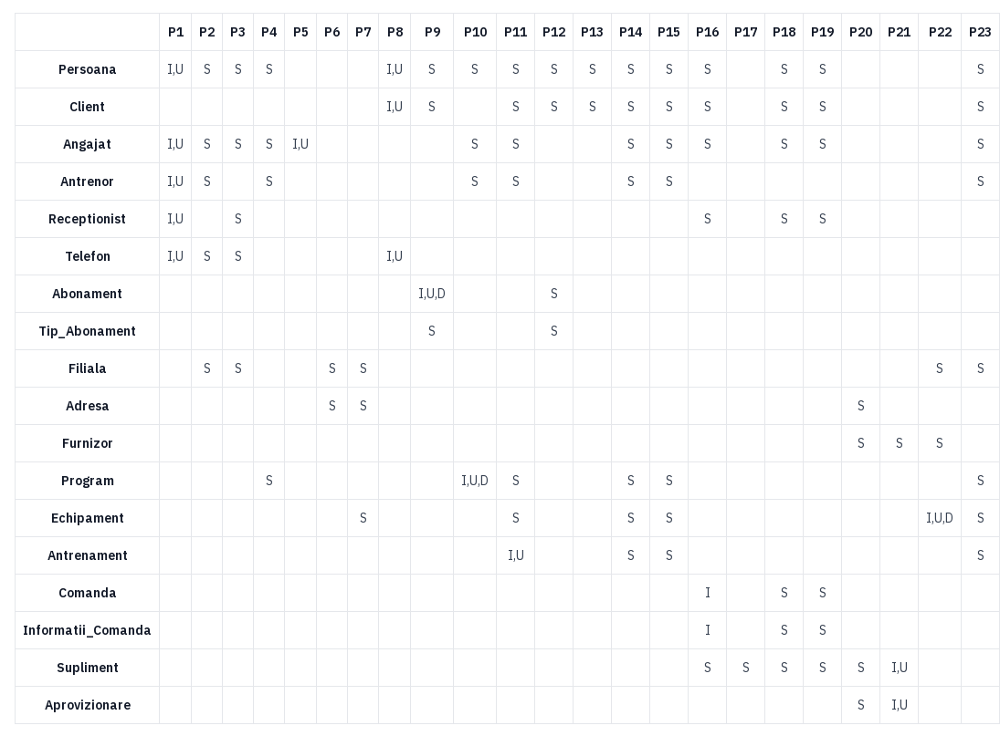 P1 P2 P3 P4 P5 P6 P7 P8 P9 P10 P11 P12 P13 P14 P15 P16 P17 P18 P19 P20 P21 P22 P23
Persoana I,U S S S I,U S S S S S S S S S S S
Client I,U S S S S S S S S S S
Angajat I,U S S S I,U S S S S S S S S
Antrenor I,U S S S S S S S
Receptionist I,U S S S S
Telefon I,U S S I,U
Abonament I,U,D S
Tip_Abonament S S
Filiala S S S S S S
Adresa S S S
Furnizor S S S
Program S I,U,D S S S S
Echipament S S S S I,U,D S
Antrenament I,U S S S
Comanda I S S
Informatii_Comanda I S S
Supliment S S S S S I,U
Aprovizionare S I,U